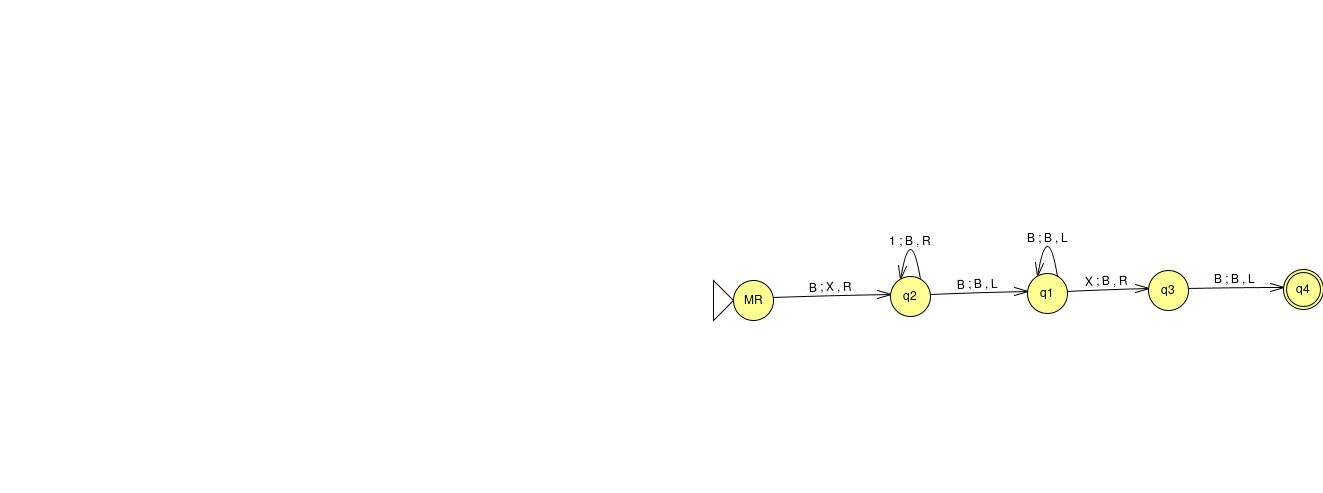 B ; B , L
1 ; B , R
B ; B , L
X ; B , R
B ; B , L
B ; X , R
q4
q3
q1
q2
MR